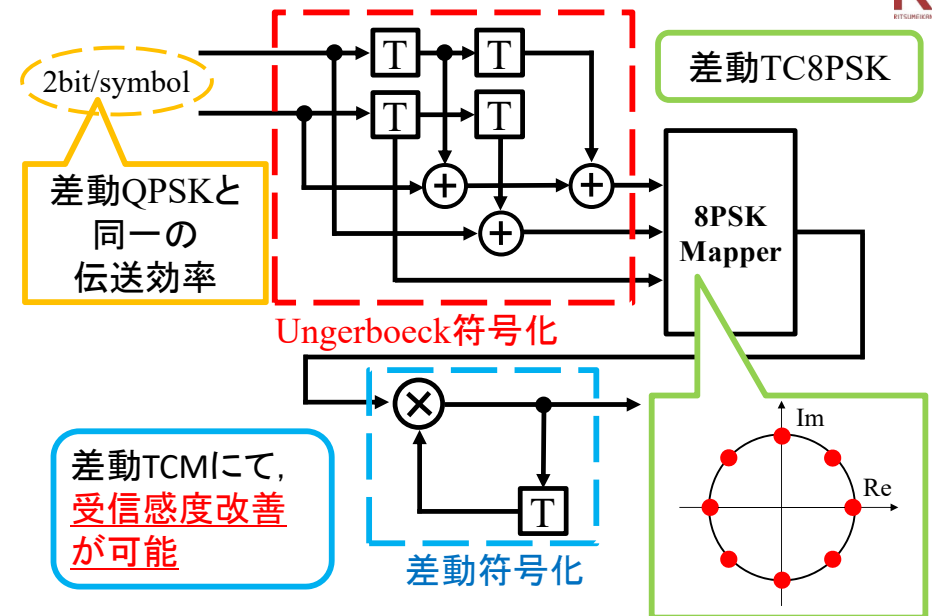 RITSUMEIKAN
2bit/symbol
T
T
差動TC8PSK
T
T
差動QPSKと
同一の
伝送効率
+
+
+
8PSK
Mapper
Ungerboeck符号化
×
T
差動符号化
差動TCMにて,
受信感度改善
が可能
Im
Re